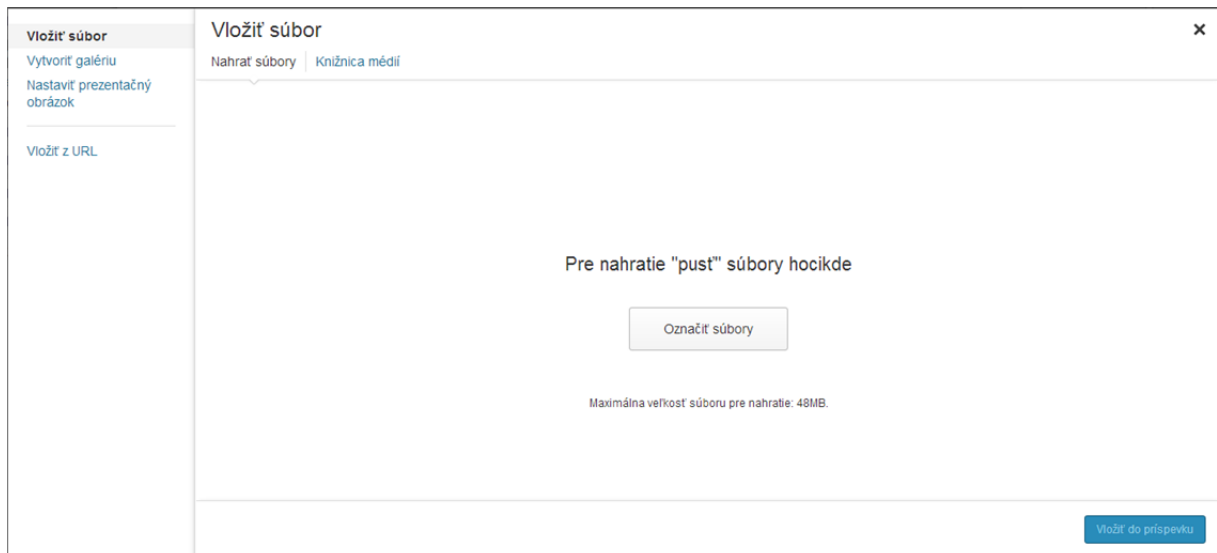 Vložiť súbor
Vytvoriť galériu
Nastaviť prezentačný
obrázok
Vložiť z URL
Vložiť súbor
Nahrať súbory
Knižnica médií
Pre nahratie "pusť" súbory hocikde
Označiť súbory
Maximálna veľkosť súboru pre nahratie: 48MB.
Vložiť do príspevku